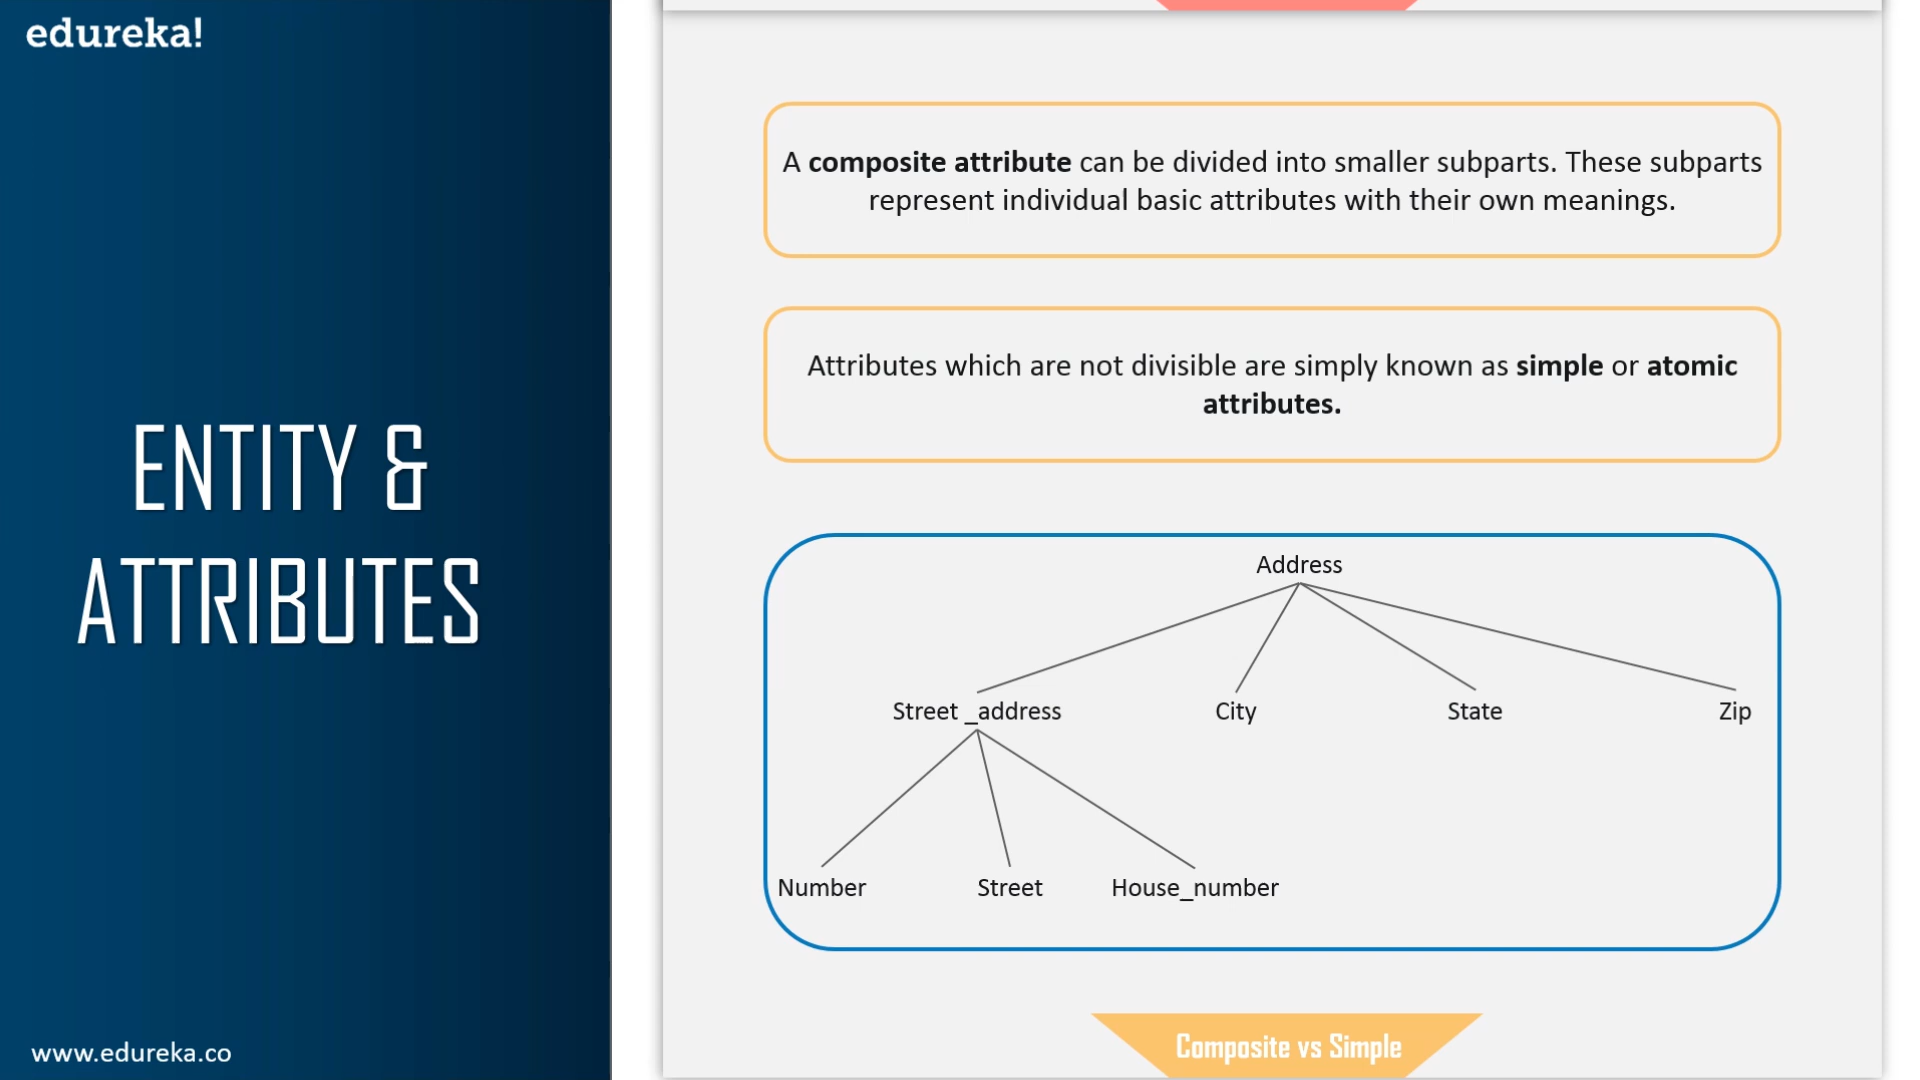 edureka!
ENTITY &
ATTRIBUTES
www.edureka.co
A composite attribute can be divided into smaller subparts. These subparts
represent individual basic attributes with their own meanings.
Attributes which are not divisible are simply known as simple or atomic
attributes.
Address
Street _address City State Zip
Number Street House_number
Composite vs Simple